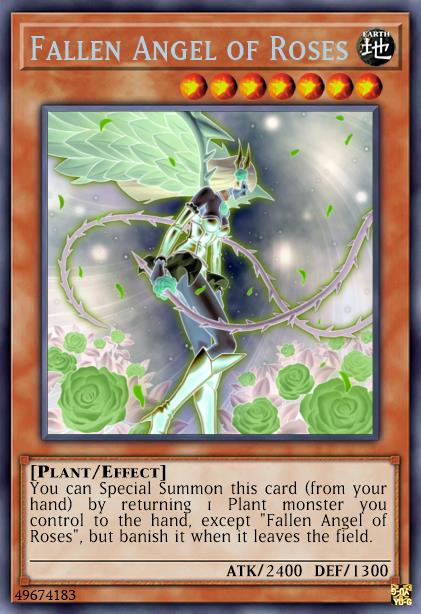 FALLEN ANGEL OF ROSES
EARTH
地
[PLANT/EFFECT]
You can Special Summon this card (from your
hand) by returning 1 Plant monster you
control to the hand, except "Fallen Angel of
Roses", but banish it when it leaves the field.
ATK/2400 DEF/1300
49674183